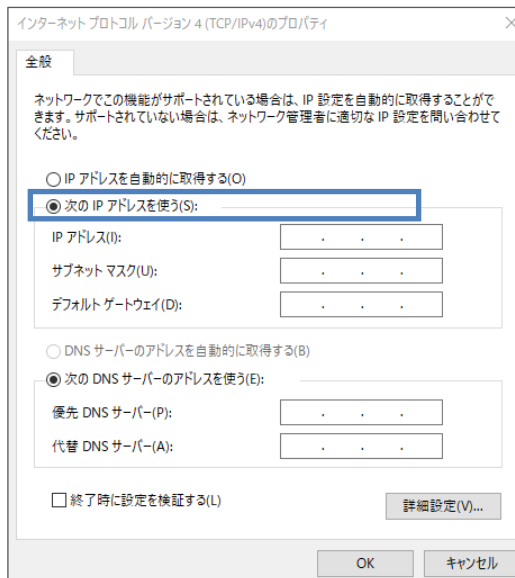 インターネット プロトコル バージョン 4 (TCP/IPv4)のプロパティ
全般
ネットワークでこの機能がサポートされている場合は、IP 設定を自動的に取得することがで
きます。サポートされていない場合は、ネットワーク管理者に適切な IP 設定を問い合わせて
ください。
IP アドレスを自動的に取得する(O)
次の IP アドレスを使う(S):
IP アドレス(I):
サブネット マスク(U):
デフォルト ゲートウェイ(D):
DNS サーバーのアドレスを自動的に取得する(B)
次の DNS サーバーのアドレスを使う(E):
優先 DNS サーバー(P):
代替 DNS サーバー(A):
終了時に設定を検証する(L)
詳細設定(V)...
OK
キャンセル